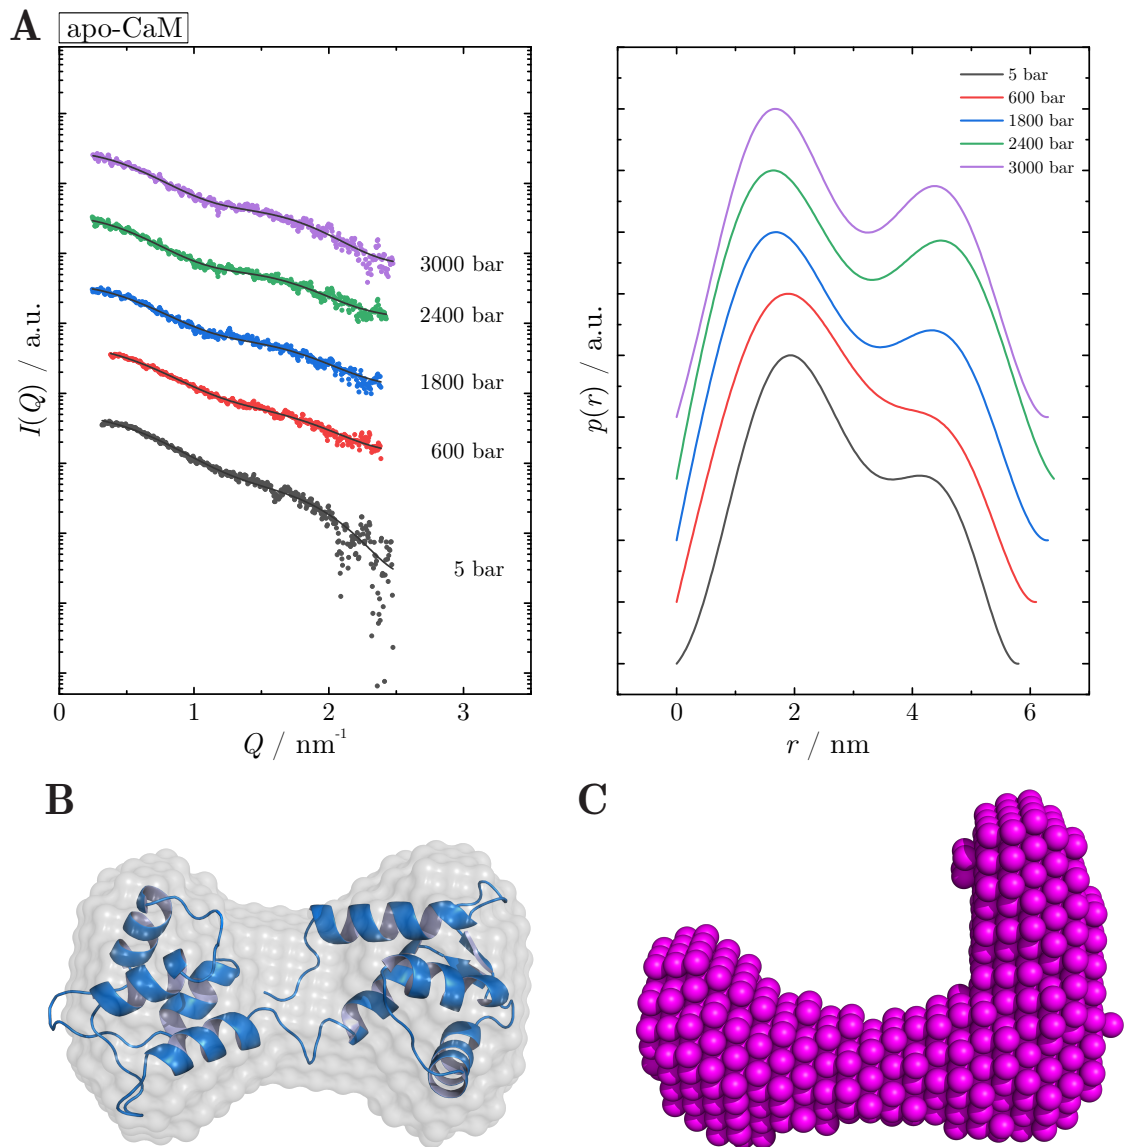 A
apo-CaM
I(Q) / a.u.
3000 bar
2400 bar
1800 bar
600 bar
5 bar
0 1 2 3
Q / nm⁻¹
p(r) / a.u.
5 bar
600 bar
1800 bar
2400 bar
3000 bar
0 2 4 6
r / nm
B
C